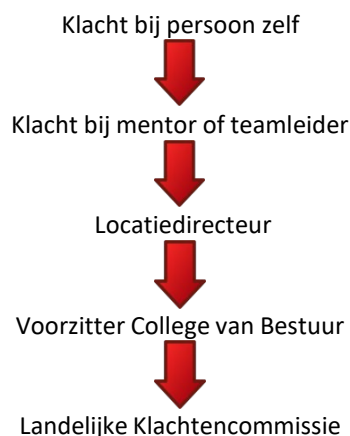 Klacht bij persoon zelf
Klacht bij mentor of teamleider
Locatiedirecteur
Voorzitter College van Bestuur
Landelijke Klachtencommissie